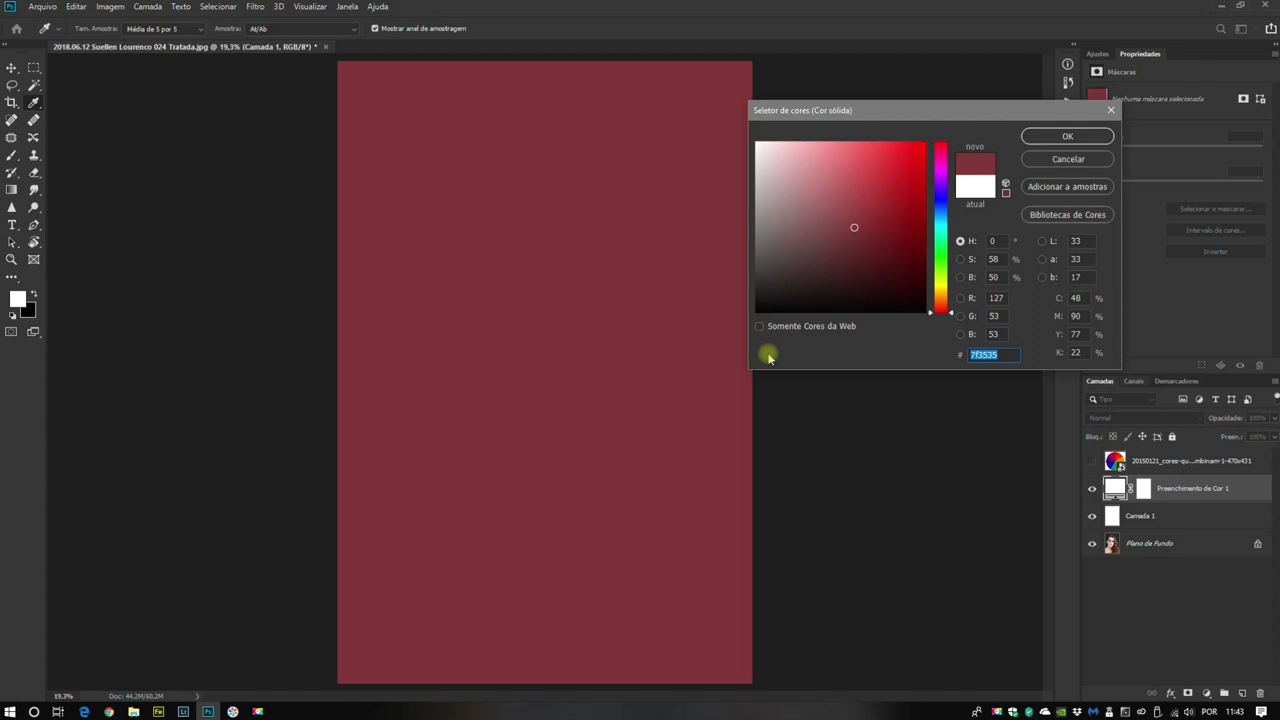 Ps Arquivo Editar Imagem Camada Texto Selecionar Filtro 3D Visualizar Janela Ajuda
Tam. Amostra: Média de 5 por 5 Amostra: At/Ab Mostrar anel de amostragem
2018.06.12 Suellen Lourenco 024 Tratada.jpg @ 19,3% (Camada 1, RGB/8*) * ×
Ajustes Propriedades
Máscaras
Nenhuma máscara selecionada
Seletor de cores (Cor sólida)
OK
novo
Cancelar
Adicionar a amostras
atual
Bibliotecas de Cores
H: 0 ° L: 33
S: 58 % a: 33
B: 50 % b: 17
R: 127 C: 48 %
G: 53 M: 90 %
B: 53 Y: 77 %
# 7f3535 K: 22 %
Somente Cores da Web
Selecionar e mascarar...
Intervalo de cores...
Inverter
Camadas Canais Demarcadores
Tipo
Normal Opacidade: 100%
Bloq.: Preen.: 100%
20150121_cores-qu...mbinam-1-470x431
Preenchimento de Cor 1
Camada 1
Plano de Fundo
19,3% Doc: 44,2M/60,2M
Fw Lr Ps POR 11:43